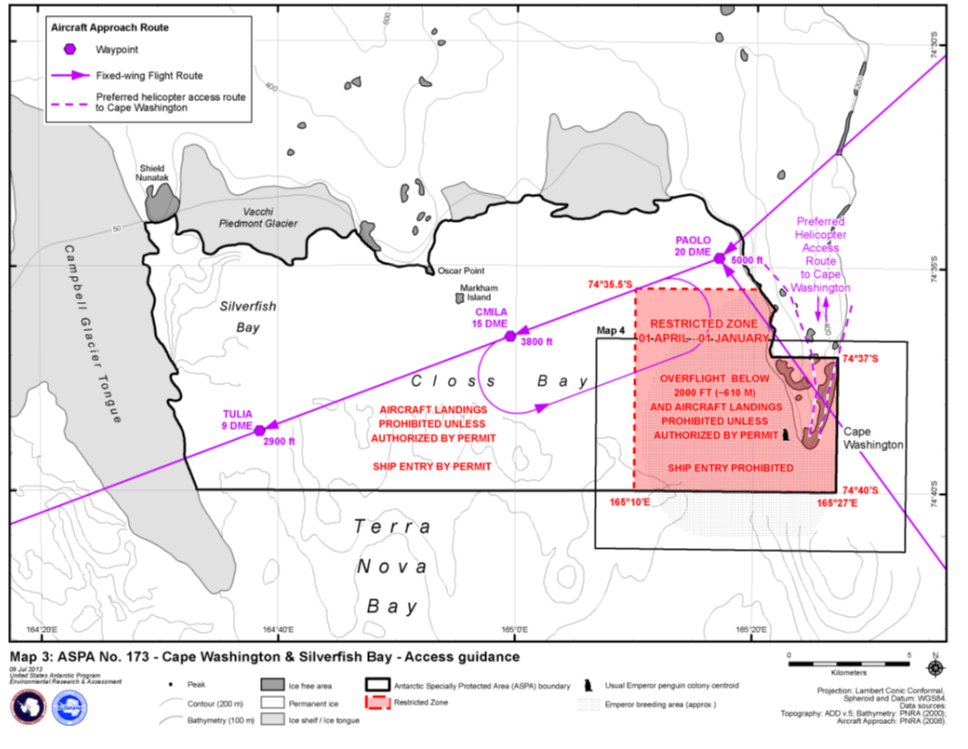 Aircraft Approach Route
Waypoint
Fixed-wing Flight Route
Preferred helicopter access route
to Cape Washington
600
400
200
74°30'S
Shield
Nunatak
Vacchi
Piedmont Glacier
50
Campbell Glacier Tongue
Silverfish
Bay
Oscar Point
Markham
Island
PAOLO
20 DME
5000 ft
Preferred
Helicopter
Access
Route
to Cape
Washington
74°35'S
74°35.5'S
CMILA
15 DME
3800 ft
Map 4
400
RESTRICTED ZONE
01 APRIL - 01 JANUARY
74°37'S
Closs Bay
OVERFLIGHT BELOW
2000 FT (~610 M)
AND AIRCRAFT LANDINGS
PROHIBITED UNLESS
AUTHORIZED BY PERMIT
SHIP ENTRY PROHIBITED
AIRCRAFT LANDINGS
PROHIBITED UNLESS
AUTHORIZED BY PERMIT
SHIP ENTRY BY PERMIT
TULIA
9 DME
2900 ft
Cape
Washington
74°40'S
74°40'S
165°10'E
165°27'E
Terra
Nova
Bay
164°20'E
164°40'E
165°0'E
165°20'E
Map 3: ASPA No. 173 - Cape Washington & Silverfish Bay - Access guidance
09 Jul 2013
United States Antarctic Program
Environmental Research & Assessment
Peak
Contour (200 m)
Bathymetry (100 m)
Ice free area
Permanent ice
Ice shelf / Ice tongue
Antarctic Specially Protected Area (ASPA) boundary
Restricted Zone
Usual Emperor penguin colony centroid
Emperor breeding area (approx.)
0 5
Kilometers
N
Projection: Lambert Conic Conformal,
Spheroid and Datum: WGS84.
Data sources:
Topography: ADD v.5; Bathymetry: PNRA (2000);
Aircraft Approach: PNRA (2008).